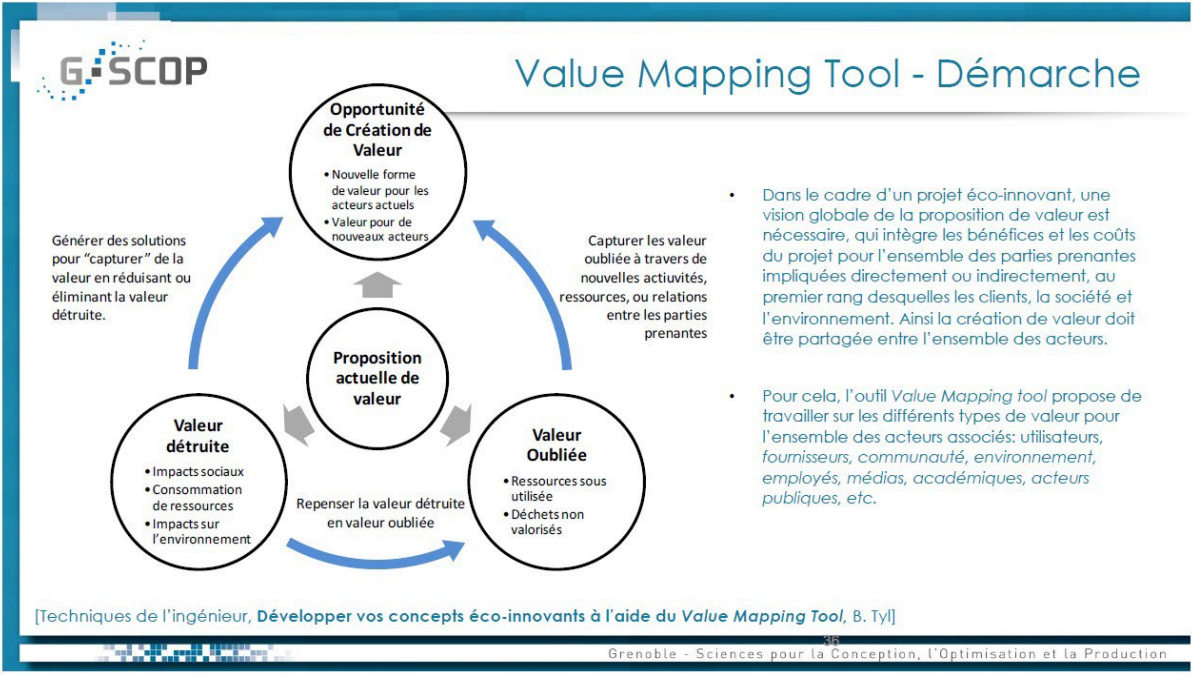 G·SCOP
Value Mapping Tool - Démarche
Opportunité
de Création de
Valeur
• Nouvelle forme
de valeur pour les
acteurs actuels
• Valeur pour de
nouveaux acteurs
Générer des solutions
pour “capturer” de la
valeur en réduisant ou
éliminant la valeur
détruite.
Capturer les valeur
oubliée à travers de
nouvelles actiuvités,
ressources, ou relations
entre les parties
prenantes
Proposition
actuelle de
valeur
Valeur
détruite
• Impacts sociaux
• Consommation
de ressources
• Impacts sur
l’environnement
Repenser la valeur détruite
en valeur oubliée
Valeur
Oubliée
• Ressources sous
utilisée
• Déchets non
valorisés
• Dans le cadre d’un projet éco-innovant, une
vision globale de la proposition de valeur est
nécessaire, qui intègre les bénéfices et les coûts
du projet pour l’ensemble des parties prenantes
impliquées directement ou indirectement, au
premier rang desquelles les clients, la société et
l’environnement. Ainsi la création de valeur doit
être partagée entre l’ensemble des acteurs.
• Pour cela, l’outil Value Mapping tool propose de
travailler sur les différents types de valeur pour
l’ensemble des acteurs associés: utilisateurs,
fournisseurs, communauté, environnement,
employés, médias, académiques, acteurs
publiques, etc.
[Techniques de l’ingénieur, Développer vos concepts éco-innovants à l’aide du Value Mapping Tool, B. Tyl]
36
Grenoble - Sciences pour la Conception, l’Optimisation et la Production